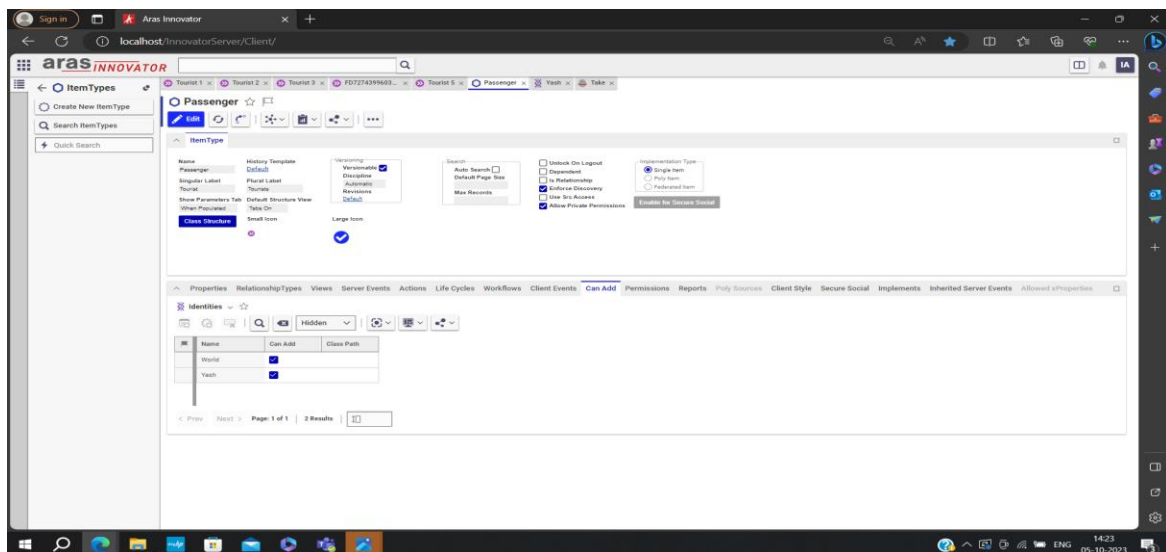 Sign in
Aras Innovator
localhost/InnovatorServer/Client/
aras INNOVATOR
IA
Tourist 1 Tourist 2 Tourist 3 FD7274399603... Tourist 5 Passenger Yash Take
ItemTypes
Create New ItemType
Search ItemTypes
Quick Search
Passenger
Edit
ItemType
Name History Template
Passenger Default
Singular Label Plural Label
Tourist Tourists
Show Parameters Tab Default Structure View
When Populated Tabs On
Class Structure Small Icon Large Icon
Versioning
Versionable
Discipline
Automatic
Revisions
Default
Search
Auto Search
Default Page Size
Max Records
Unlock On Logout
Dependent
Is Relationship
Enforce Discovery
Use Src Access
Allow Private Permissions
Implementation Type
Single Item
Poly Item
Federated Item
Enable for Secure Social
Properties RelationshipTypes Views Server Events Actions Life Cycles Workflows Client Events Can Add Permissions Reports Poly Sources Client Style Secure Social Implements Inherited Server Events Allowed xProperties
Identities
Hidden
Name Can Add Class Path
World
Yash
< Prev Next > Page: 1 of 1 2 Results
ENG
14:23
05-10-2023